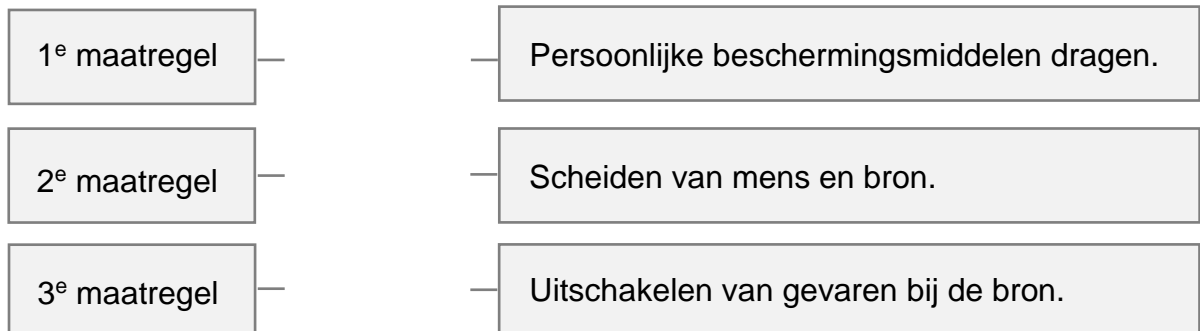 1e maatregel
Persoonlijke beschermingsmiddelen dragen.
2e maatregel
Scheiden van mens en bron.
3e maatregel
Uitschakelen van gevaren bij de bron.